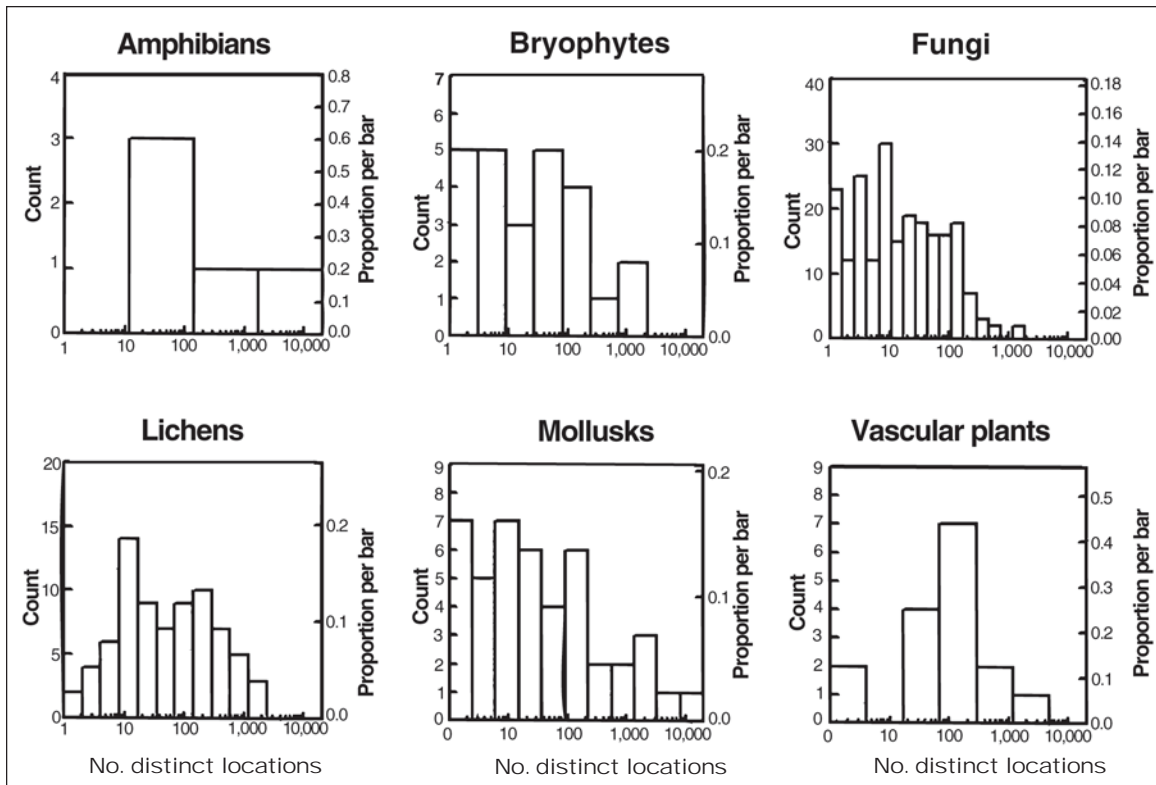 Amphibians
4
3
2
1
0
Count
0.8
0.7
0.6
0.5
0.4
0.3
0.2
0.1
0.0
Proportion per bar
1 10 100 1,000 10,000
Bryophytes
7
6
5
4
3
2
1
0
Count
0.2
0.1
0.0
Proportion per bar
1 10 100 1,000 10,000
Fungi
40
30
20
10
0
Count
0.18
0.16
0.14
0.12
0.10
0.08
0.06
0.04
0.02
0.00
Proportion per bar
1 10 100 1,000 10,000
Lichens
20
15
10
5
0
Count
0.2
0.1
0.0
Proportion per bar
1 10 100 1,000 10,000
No. distinct locations
Mollusks
9
8
7
6
5
4
3
2
1
0
Count
0.2
0.1
0.0
Proportion per bar
0 10 100 1,000 10,000
No. distinct locations
Vascular plants
9
8
7
6
5
4
3
2
1
0
Count
0.5
0.4
0.3
0.2
0.1
0.0
Proportion per bar
0 10 100 1,000 10,000
No. distinct locations